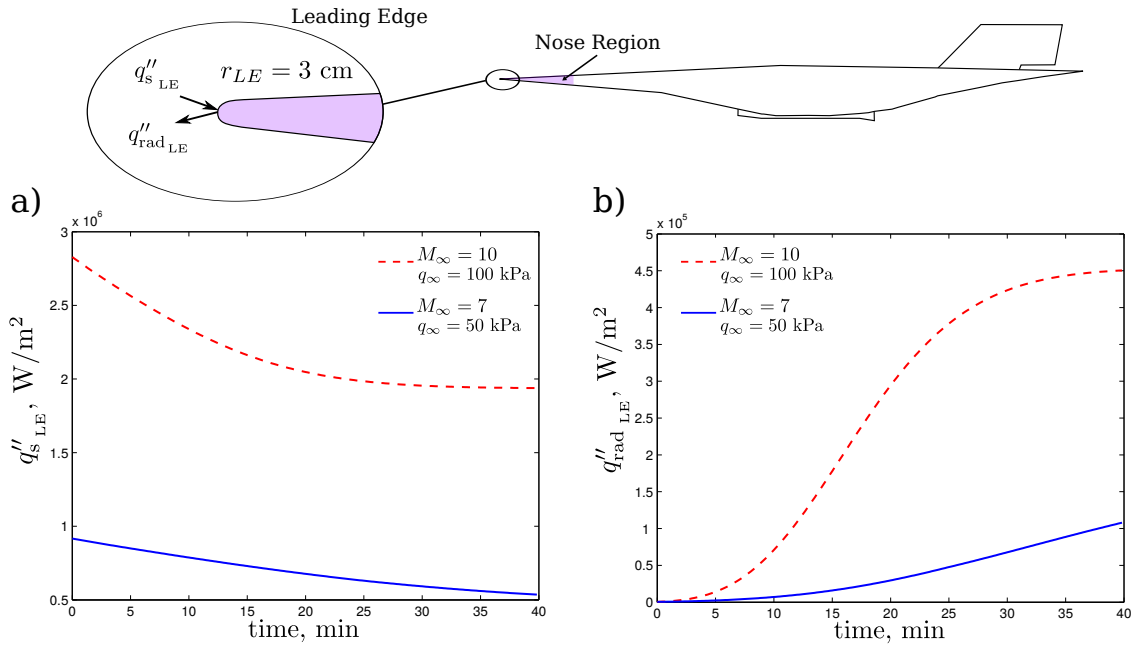 Leading Edge
Nose Region
q″s LE
r_LE = 3 cm
q″rad LE
a)
b)
x 10^6
3
2.5
2
1.5
1
0.5
0 5 10 15 20 25 30 35 40
time, min
q″s LE, W/m²
M∞ = 10
q∞ = 100 kPa
M∞ = 7
q∞ = 50 kPa
x 10^5
5
4.5
4
3.5
3
2.5
2
1.5
1
0.5
0
0 5 10 15 20 25 30 35 40
time, min
q″rad LE, W/m²
M∞ = 10
q∞ = 100 kPa
M∞ = 7
q∞ = 50 kPa